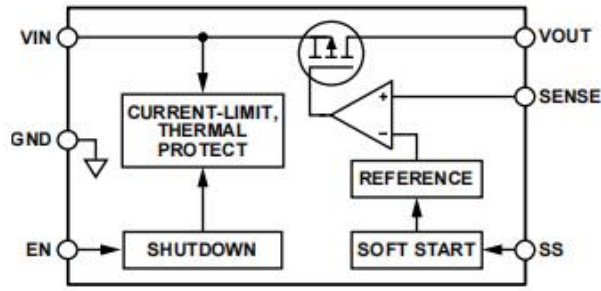 VIN
VOUT
SENSE
CURRENT-LIMIT,
THERMAL
PROTECT
GND
+
−
REFERENCE
EN
SHUTDOWN
SOFT START
SS